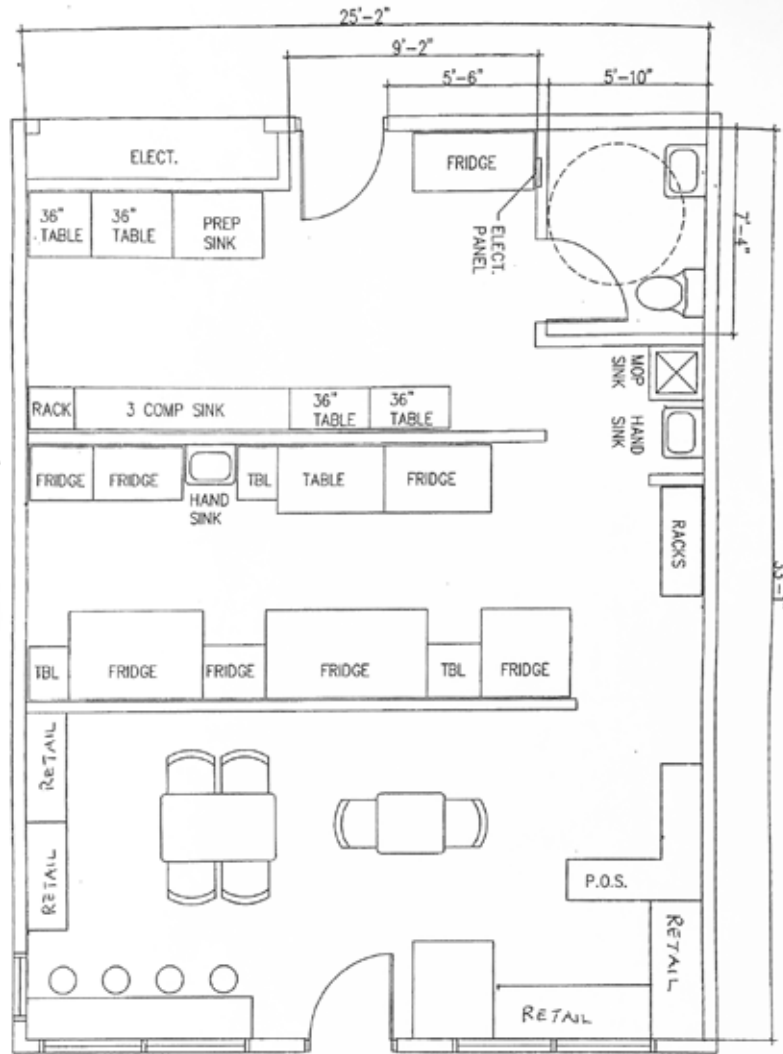 25'-2"
9'-2"
5'-6"
5'-10"
ELECT.
FRIDGE
ELECT.
PANEL
7'-4"
36"
TABLE
36"
TABLE
PREP
SINK
MOP
SINK
HAND
SINK
RACK
3 COMP SINK
36"
TABLE
36"
TABLE
FRIDGE
FRIDGE
HAND
SINK
TBL
TABLE
FRIDGE
RACKS
TBL
FRIDGE
FRIDGE
FRIDGE
TBL
FRIDGE
RETAIL
RETAIL
P.O.S.
RETAIL
RETAIL